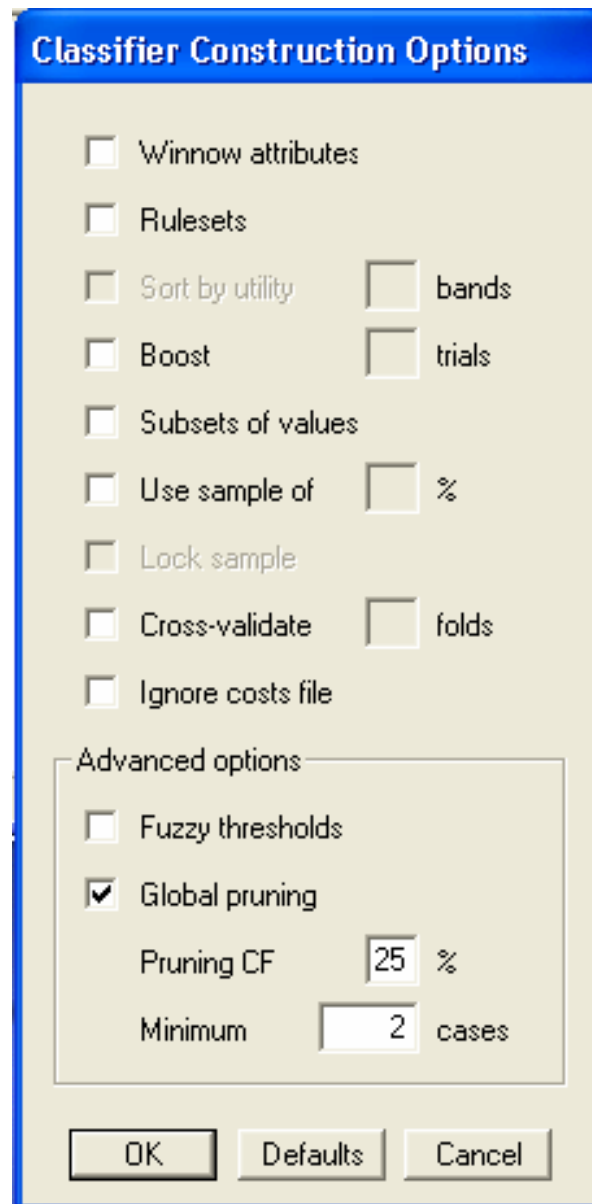 Classifier Construction Options
Winnow attributes
Rulesets
Sort by utility bands
Boost trials
Subsets of values
Use sample of %
Lock sample
Cross-validate folds
Ignore costs file
Advanced options
Fuzzy thresholds
Global pruning
Pruning CF 25 %
Minimum 2 cases
OK Defaults Cancel